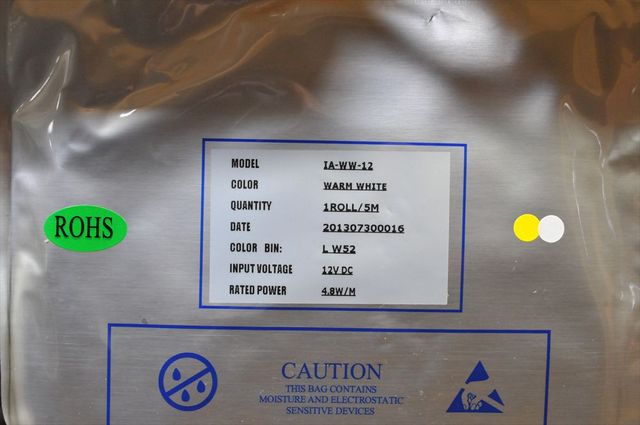 MODEL IA-WW-12
COLOR WARM WHITE
QUANTITY 1ROLL/5M
DATE 201307300016
COLOR BIN: L W52
INPUT VOLTAGE 12V DC
RATED POWER 4.8W/M
ROHS
CAUTION
THIS BAG CONTAINS
MOISTURE AND ELECTROSTATIC
SENSITIVE DEVICES